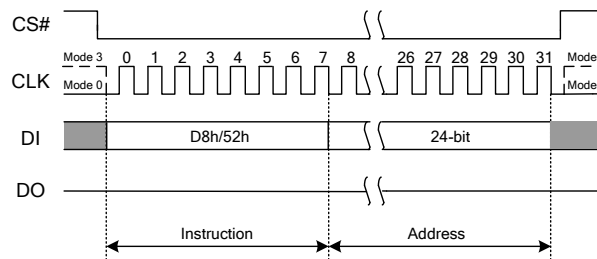 CS#
Mode 3 0 1 2 3 4 5 6 7 8 26 27 28 29 30 31 Mode
CLK
Mode 0 Mode
DI D8h/52h 24-bit
DO
Instruction Address